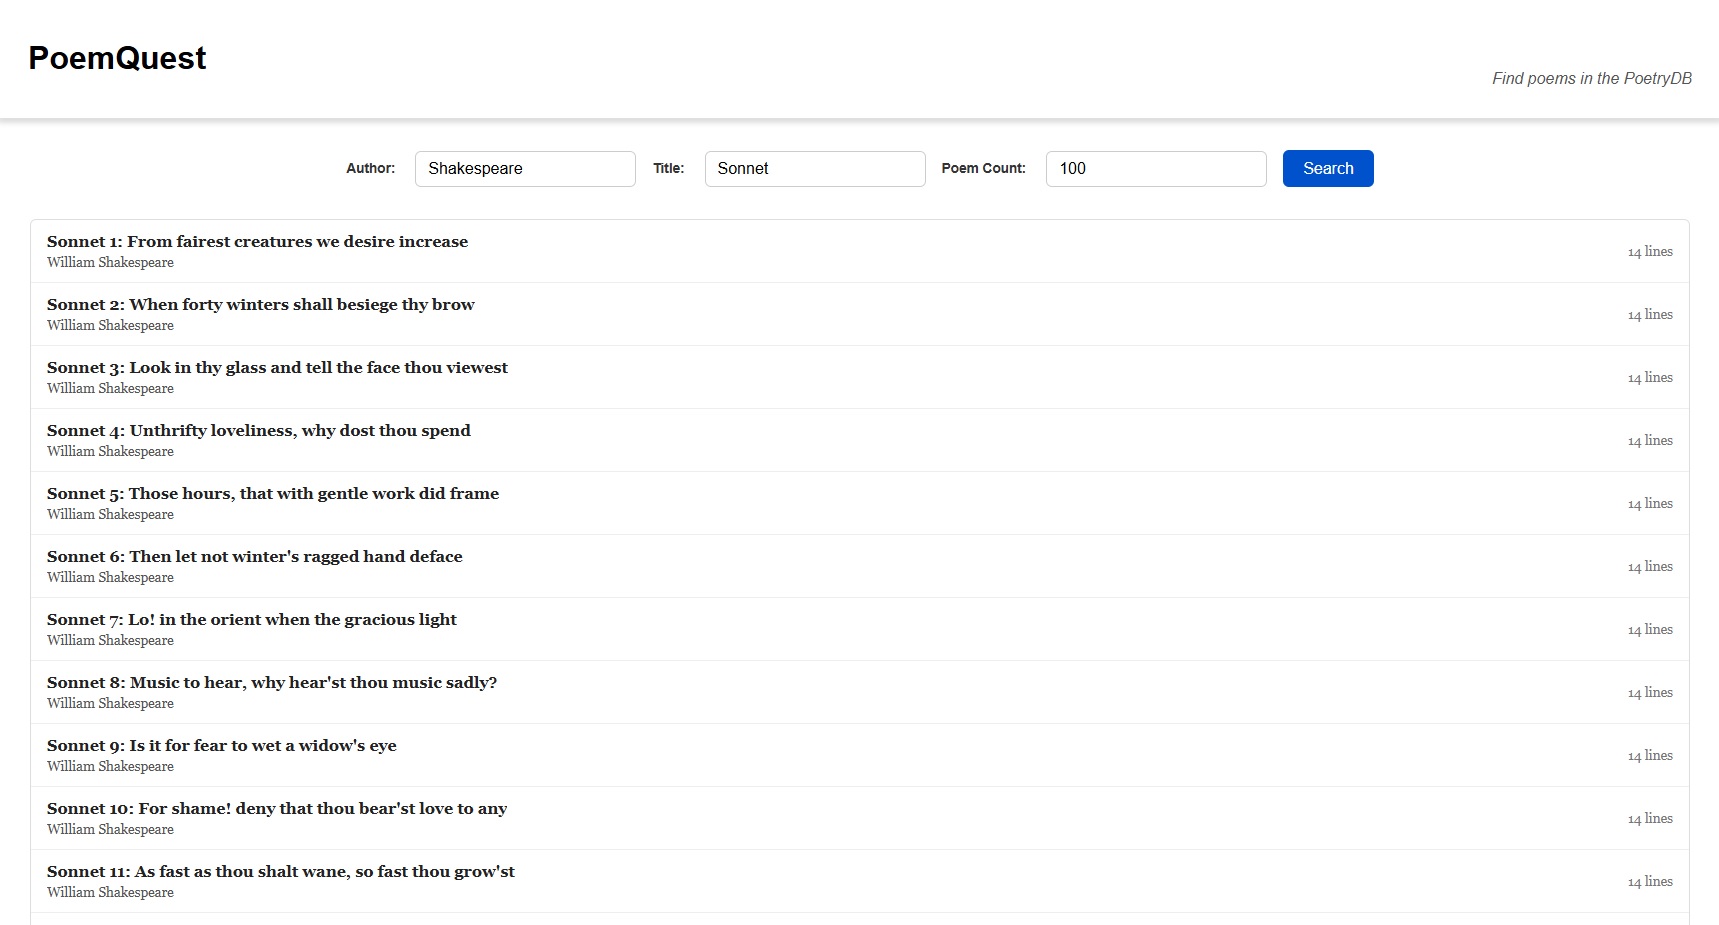 PoemQuest
Find poems in the PoetryDB
Author: Shakespeare Title: Sonnet Poem Count: 100 Search
Sonnet 1: From fairest creatures we desire increase
William Shakespeare
14 lines
Sonnet 2: When forty winters shall besiege thy brow
William Shakespeare
14 lines
Sonnet 3: Look in thy glass and tell the face thou viewest
William Shakespeare
14 lines
Sonnet 4: Unthrifty loveliness, why dost thou spend
William Shakespeare
14 lines
Sonnet 5: Those hours, that with gentle work did frame
William Shakespeare
14 lines
Sonnet 6: Then let not winter's ragged hand deface
William Shakespeare
14 lines
Sonnet 7: Lo! in the orient when the gracious light
William Shakespeare
14 lines
Sonnet 8: Music to hear, why hear'st thou music sadly?
William Shakespeare
14 lines
Sonnet 9: Is it for fear to wet a widow's eye
William Shakespeare
14 lines
Sonnet 10: For shame! deny that thou bear'st love to any
William Shakespeare
14 lines
Sonnet 11: As fast as thou shalt wane, so fast thou grow'st
William Shakespeare
14 lines